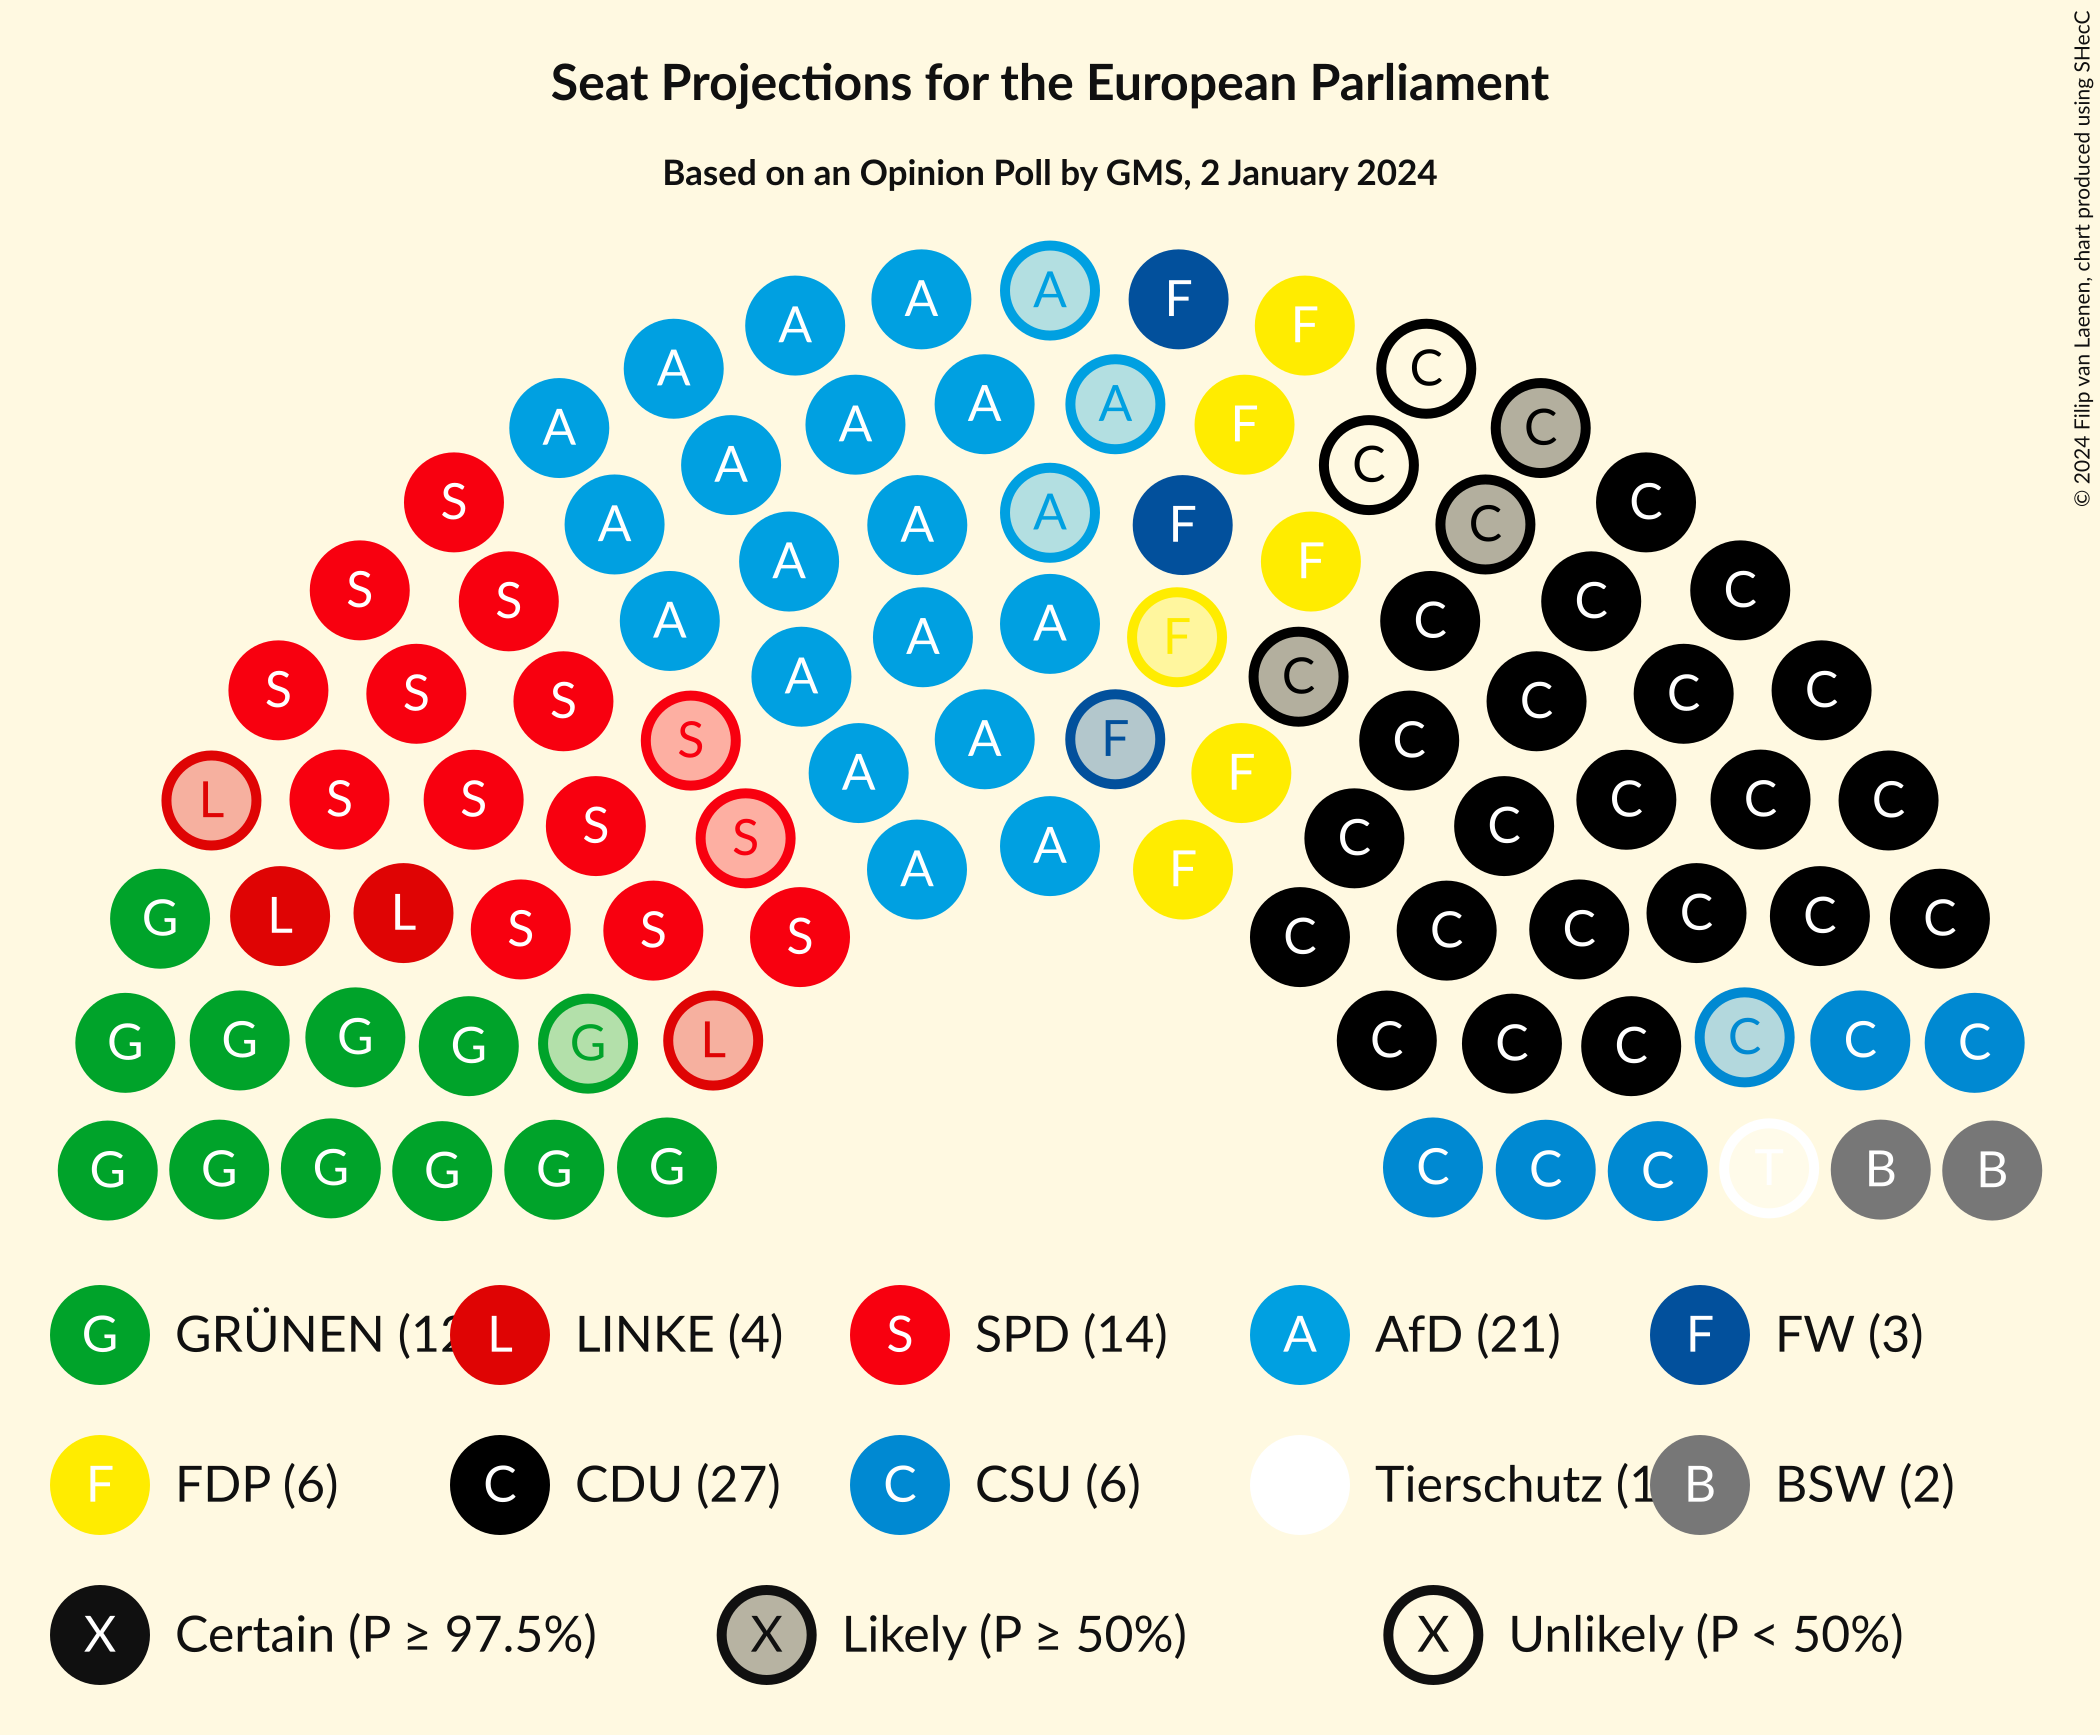 Seat Projections for the European Parliament
Based on an Opinion Poll by GMS, 2 January 2024
© 2024 Filip van Laenen, chart produced using SHecC
A A A F F
A A C C
A A A F C
S A A C C
S A A F F C C
S S A A A F C C C
S S S A S C C C C C
L S S S S A A F F C C C C C C
G L L S S S A A F C C C C C C
G G G G G L C C C C C C
G G G G G G C C C T B B
G GRÜNEN (12 L LINKE (4) S SPD (14) A AfD (21) F FW (3)
F FDP (6) C CDU (27) C CSU (6) Tierschutz (1 B BSW (2)
X Certain (P ≥ 97.5%) X Likely (P ≥ 50%) X Unlikely (P < 50%)